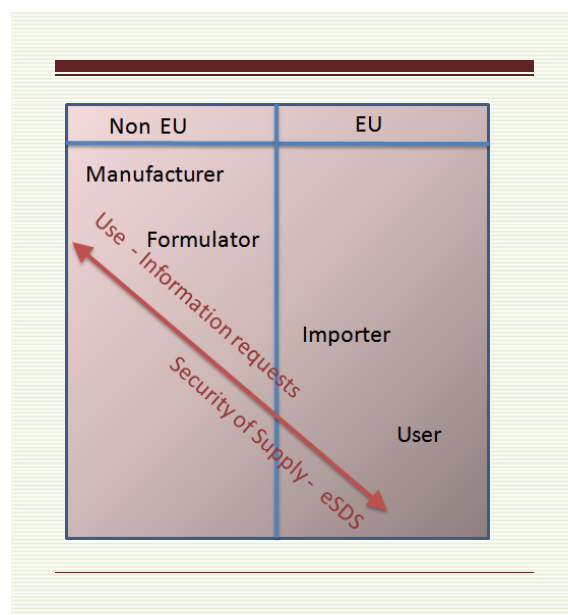 Non EU
EU
Manufacturer
Formulator
Use - Information requests
Importer
Security of Supply - eSDS
User